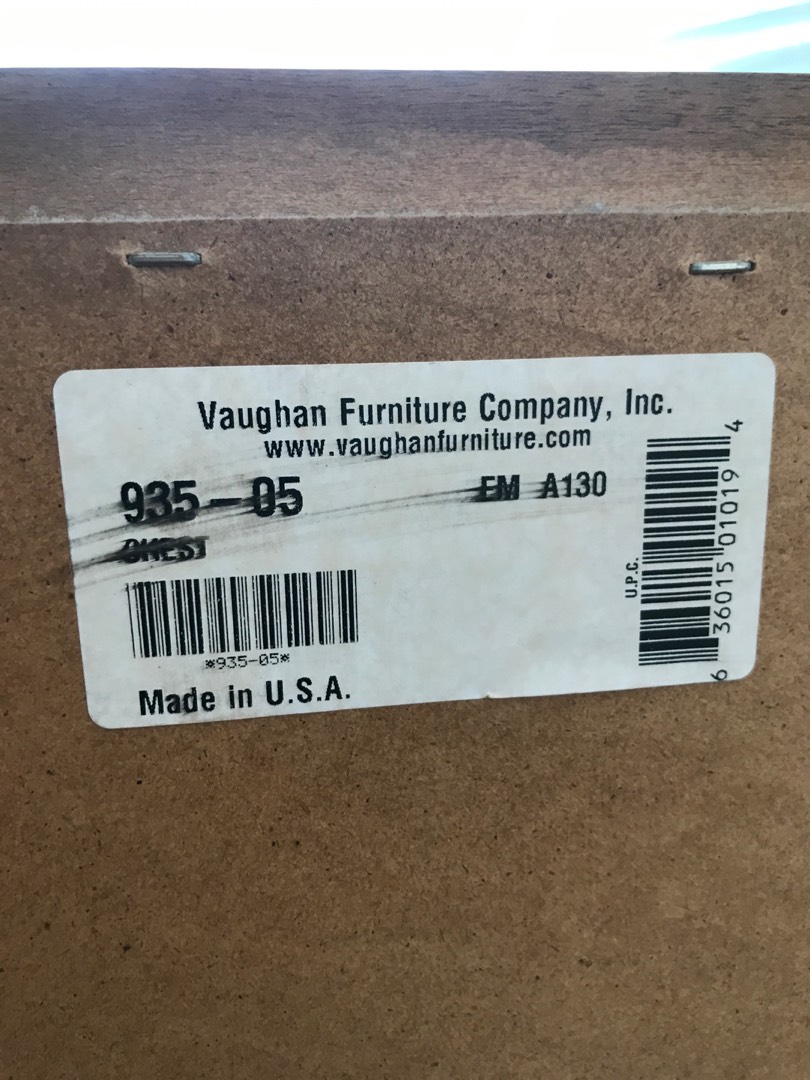 Vaughan Furniture Company, Inc.
www.vaughanfurniture.com
935-05 EM A130
CHEST
*935-05*
Made in U.S.A.
U.P.C.
6 36015 01019 4